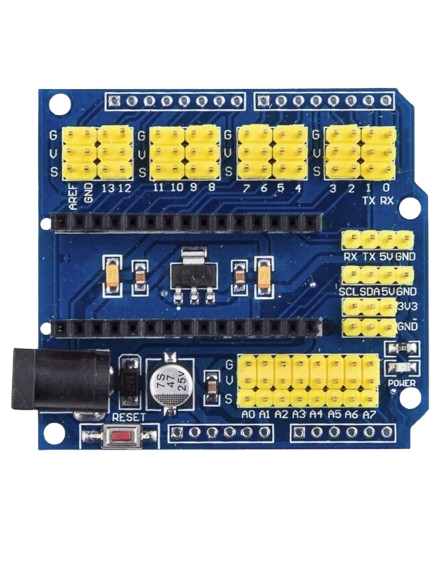 G
V
S
AREF GND 13 12
11 10 9 8
7 6 5 4
3 2 1 0
TX RX
RX TX 5V GND
SCL SDA 5V GND
3V3
GND
7S
47
25V
G
V
S
A0 A1 A2 A3 A4 A5 A6 A7
POWER
RESET